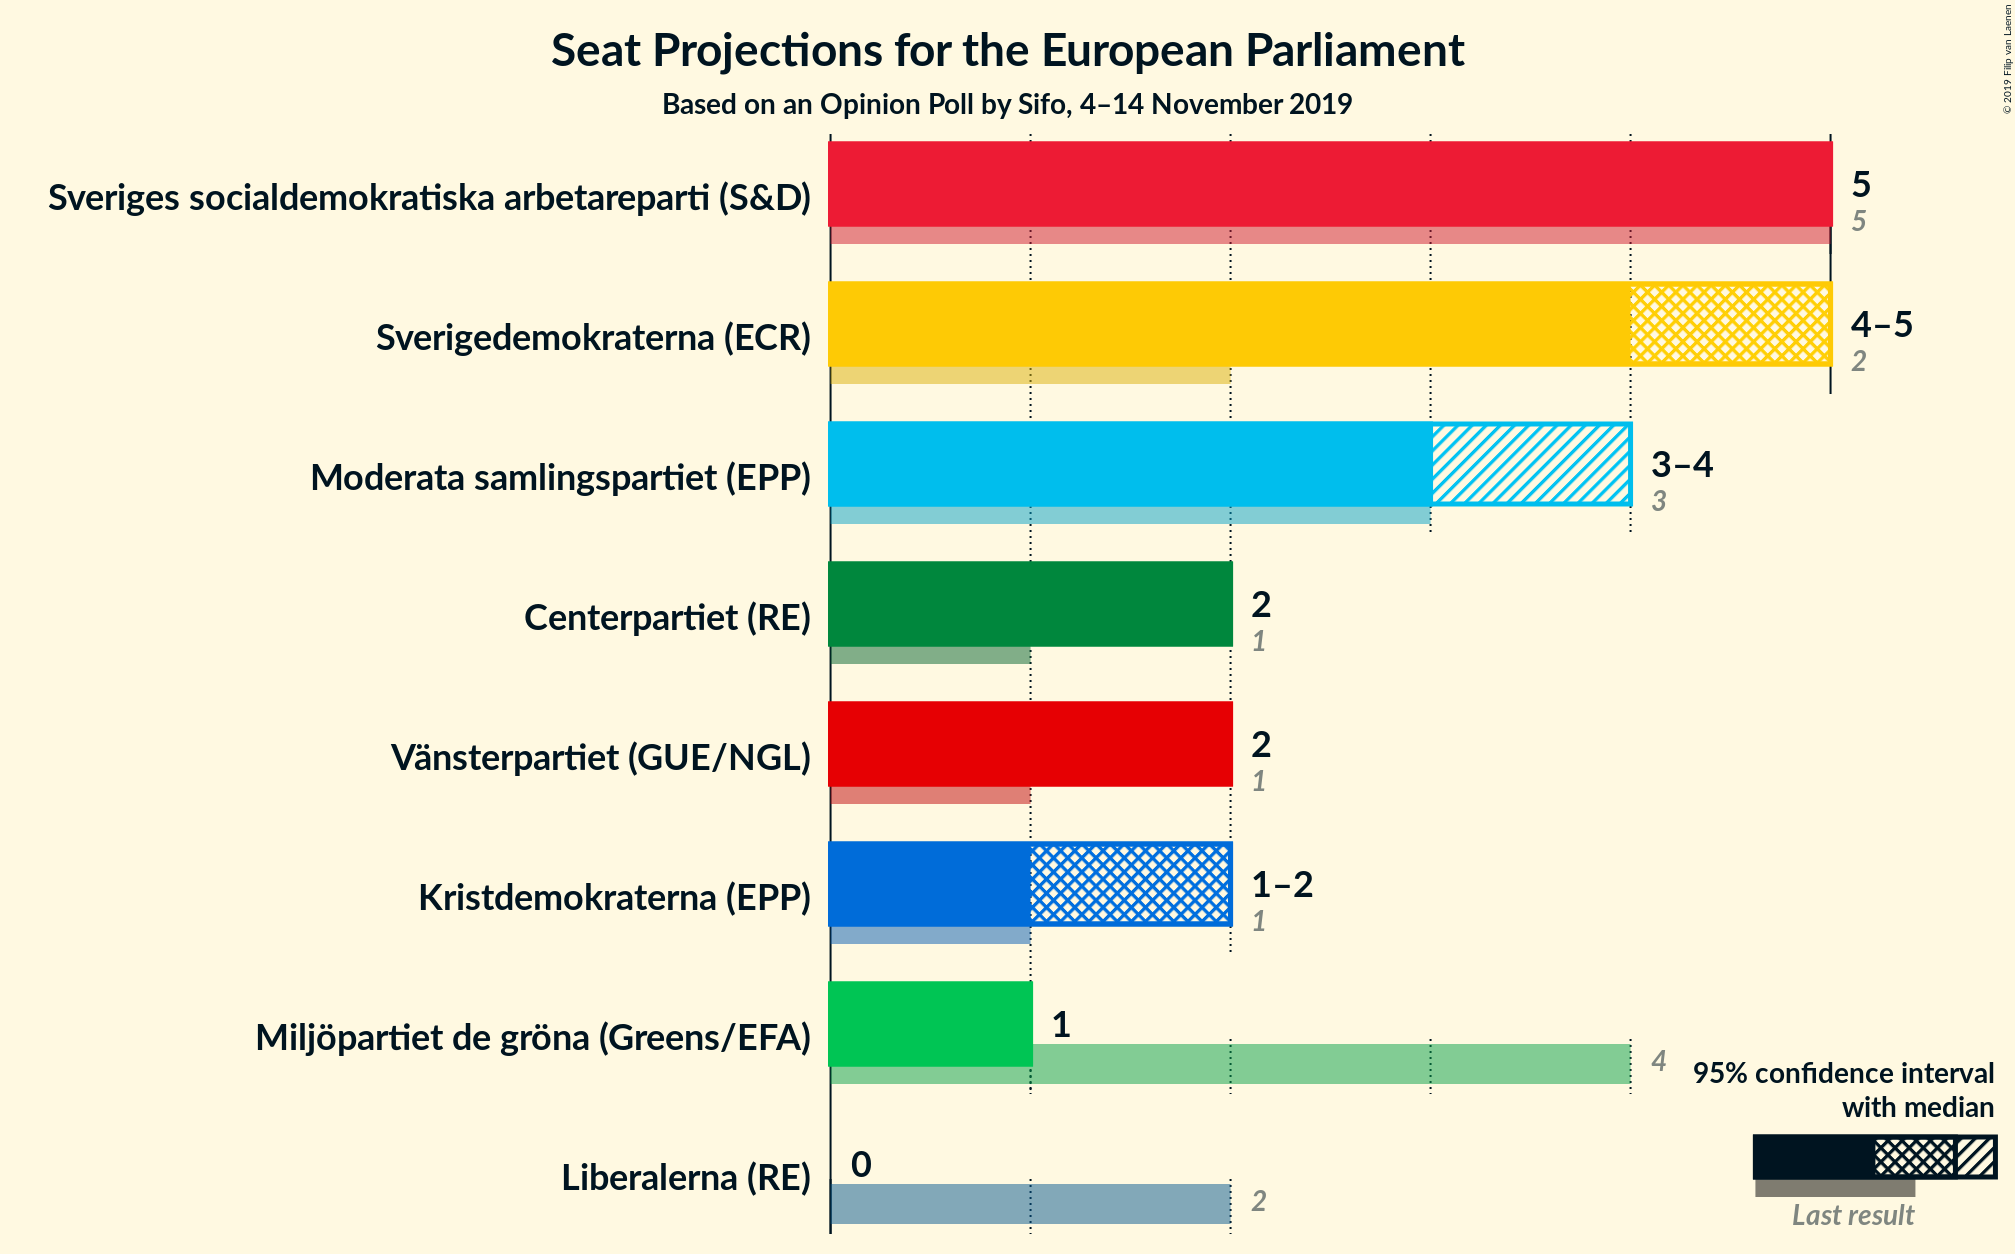 Seat Projections for the European Parliament
Based on an Opinion Poll by Sifo, 4–14 November 2019
© 2019 Filip van Laenen
Sveriges socialdemokratiska arbetareparti (S&D)
5
5
Sverigedemokraterna (ECR)
4–5
2
Moderata samlingspartiet (EPP)
3–4
3
Centerpartiet (RE)
2
1
Vänsterpartiet (GUE/NGL)
2
1
Kristdemokraterna (EPP)
1–2
1
Miljöpartiet de gröna (Greens/EFA)
1
4
Liberalerna (RE)
0
2
95% confidence interval
with median
Last result